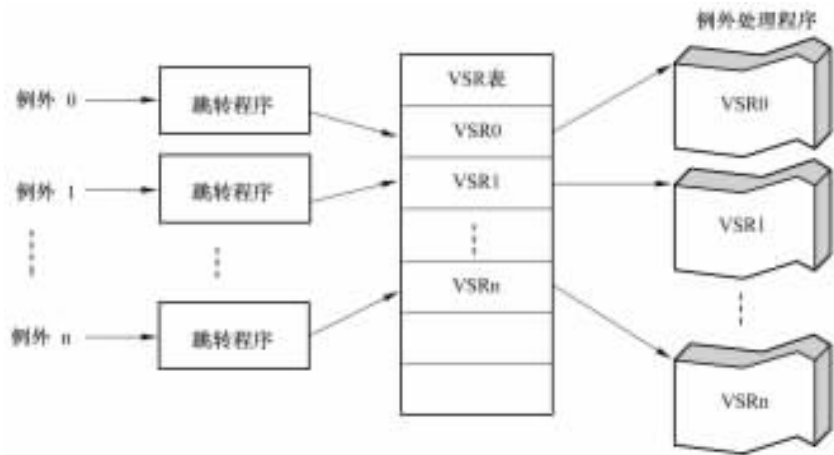 例外处理程序
例外 0
跳转程序
VSR表
VSR0
VSR0
例外 1
跳转程序
VSR1
VSR1
例外 n
跳转程序
VSRn
VSRn